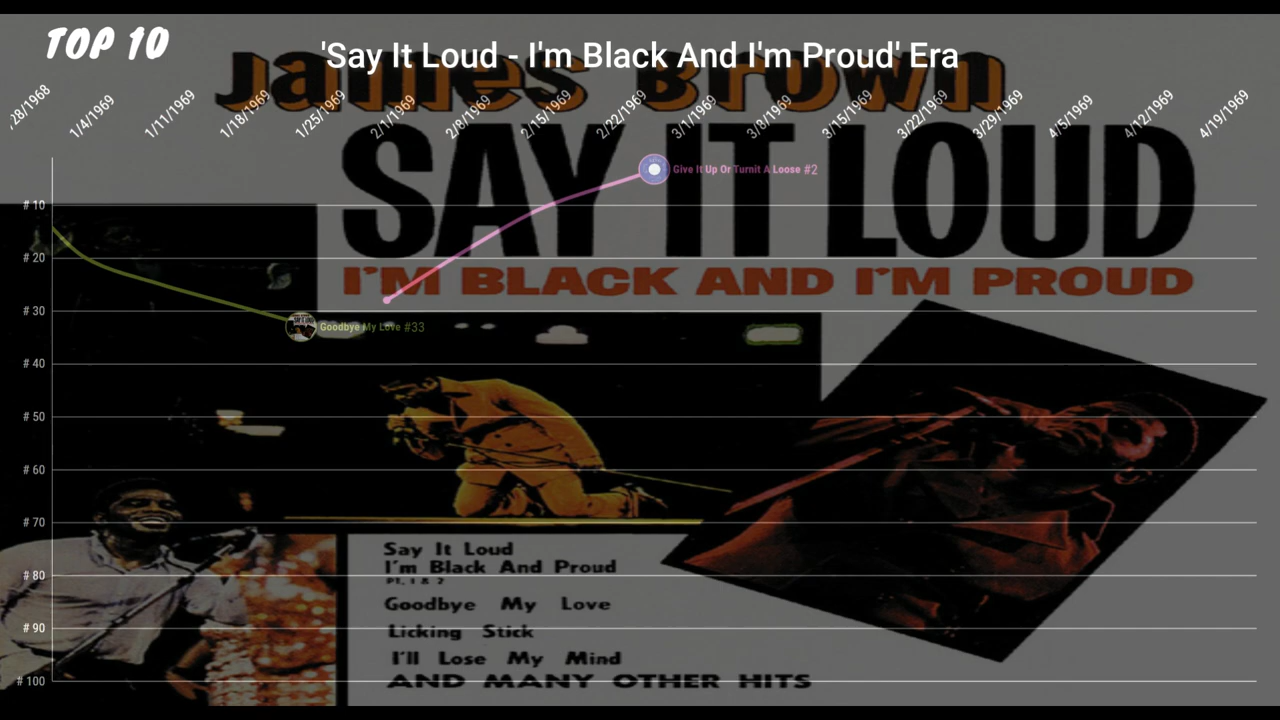 TOP 10
'Say It Loud - I'm Black And I'm Proud' Era
James Brown
/28/1968
1/4/1969
1/11/1969
1/18/1969
1/25/1969
2/1/1969
2/8/1969
2/15/1969
2/22/1969
3/1/1969
3/8/1969
3/15/1969
3/22/1969
3/29/1969
4/5/1969
4/12/1969
4/19/1969
SAY IT LOUD
I'M BLACK AND I'M PROUD
Give It Up Or Turnit A Loose #2
Goodbye My Love #33
# 10
# 20
# 30
# 40
# 50
# 60
# 70
# 80
# 90
# 100
Say It Loud
I'm Black And Proud
Pt. 1 & 2
Goodbye My Love
Licking Stick
I'll Lose My Mind
AND MANY OTHER HITS